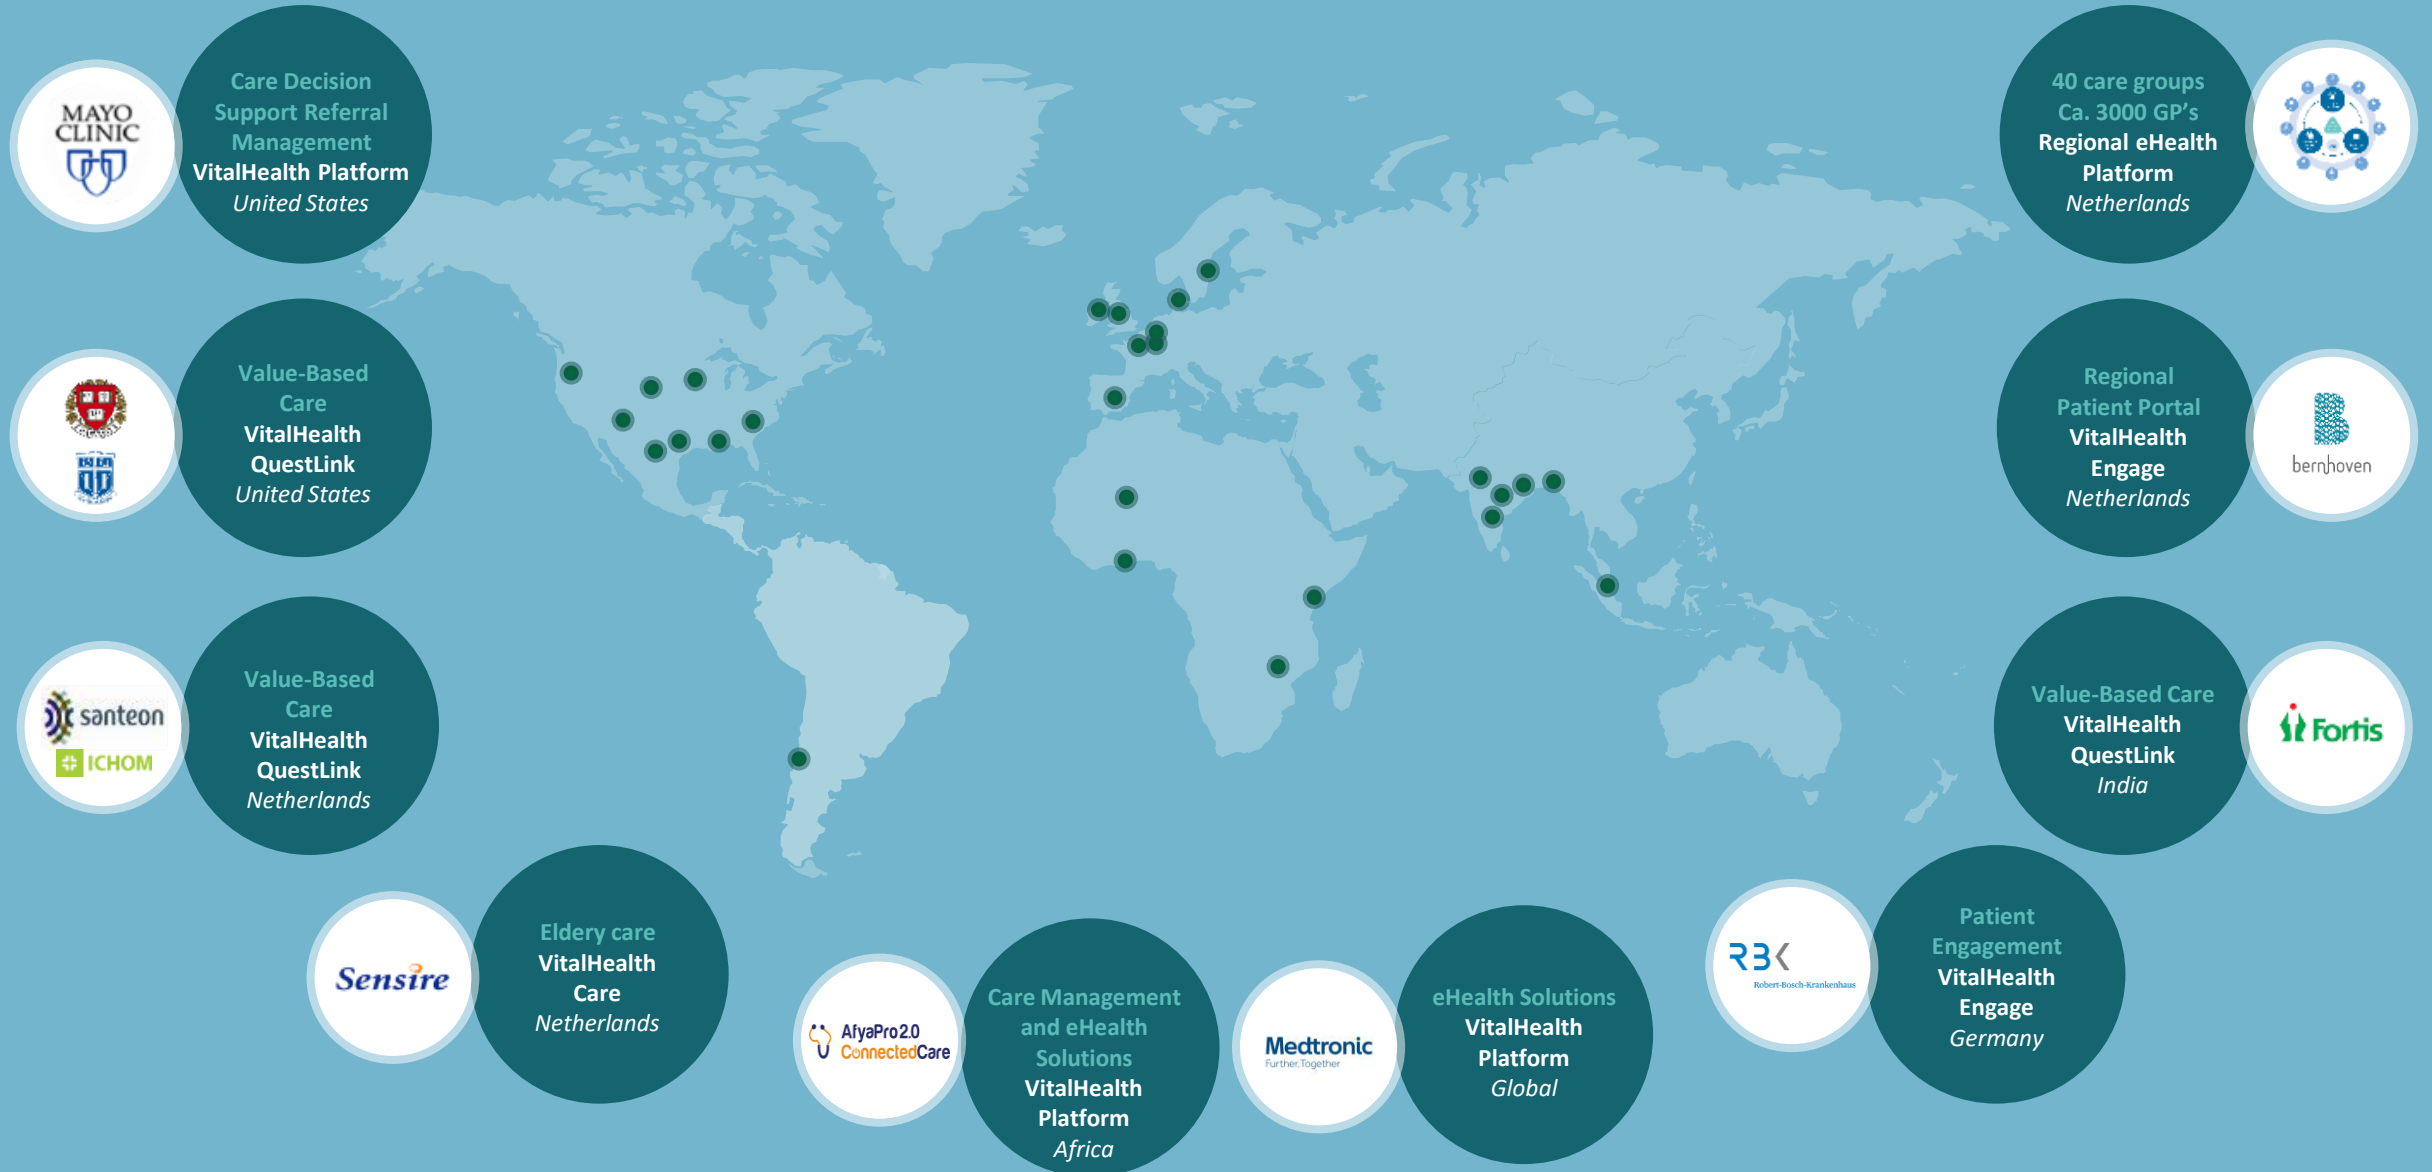 MAYO
CLINIC
Care Decision
Support Referral
Management
VitalHealth Platform
United States
40 care groups
Ca. 3000 GP's
Regional eHealth
Platform
Netherlands
Value-Based
Care
VitalHealth
QuestLink
United States
Regional
Patient Portal
VitalHealth
Engage
Netherlands
bernhoven
santeon
ICHOM
Value-Based
Care
VitalHealth
QuestLink
Netherlands
Value-Based Care
VitalHealth
QuestLink
India
Fortis
Sensire
Eldery care
VitalHealth
Care
Netherlands
AfyaPro2.0
ConnectedCare
Care Management
and eHealth
Solutions
VitalHealth
Platform
Africa
Medtronic
Further, Together
eHealth Solutions
VitalHealth
Platform
Global
RBK
Robert-Bosch-Krankenhaus
Patient
Engagement
VitalHealth
Engage
Germany